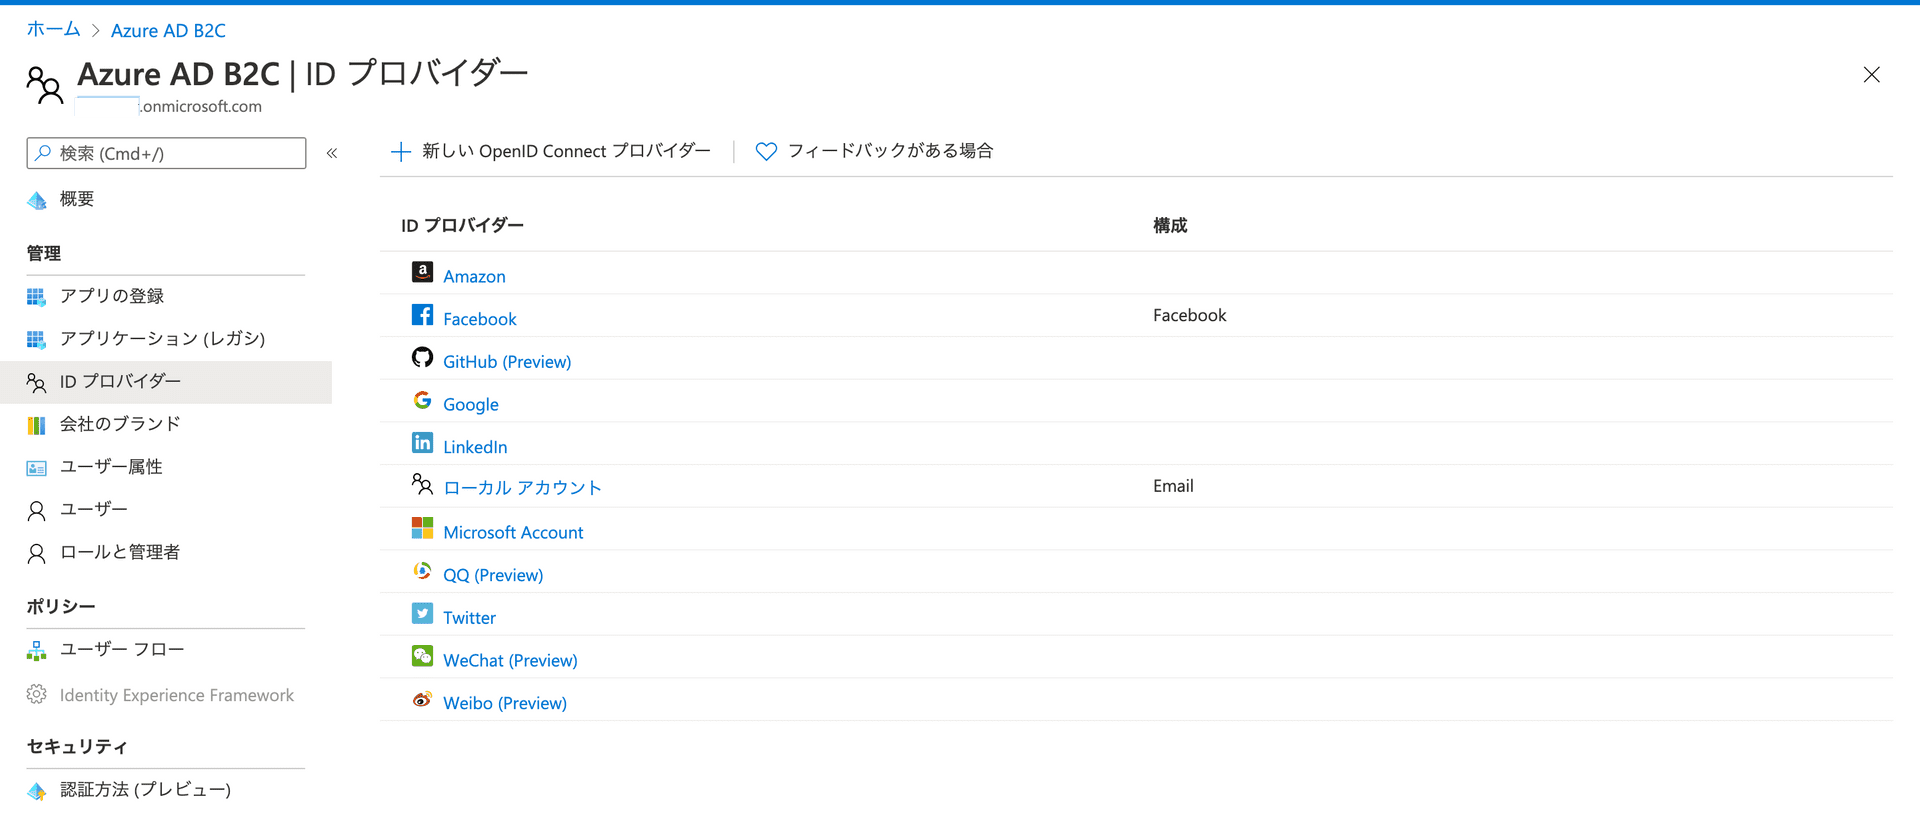 ホーム > Azure AD B2C
Azure AD B2C | ID プロバイダー
.onmicrosoft.com
検索 (Cmd+/)
«
概要
管理
アプリの登録
アプリケーション (レガシ)
ID プロバイダー
会社のブランド
ユーザー属性
ユーザー
ロールと管理者
ポリシー
ユーザー フロー
Identity Experience Framework
セキュリティ
認証方法 (プレビュー)
新しい OpenID Connect プロバイダー
フィードバックがある場合
ID プロバイダー 構成
Amazon
Facebook Facebook
GitHub (Preview)
Google
LinkedIn
ローカル アカウント Email
Microsoft Account
QQ (Preview)
Twitter
WeChat (Preview)
Weibo (Preview)